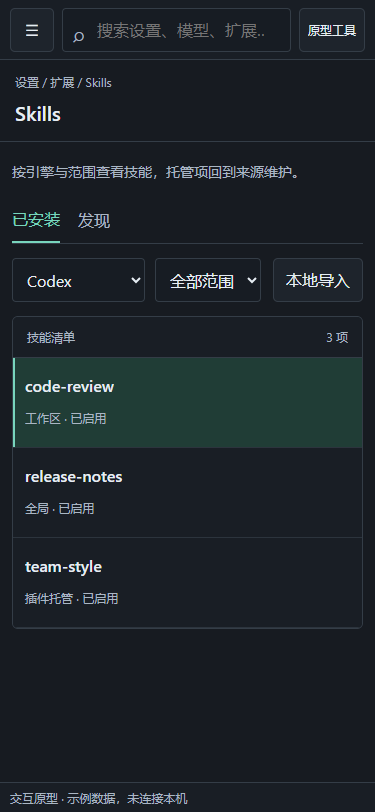 ☰
搜索设置、模型、扩展..
原型工具
设置 / 扩展 / Skills
Skills
按引擎与范围查看技能，托管项回到来源维护。
已安装 发现
Codex 全部范围 本地导入
技能清单 3 项
code-review
工作区 · 已启用
release-notes
全局 · 已启用
team-style
插件托管 · 已启用
交互原型 · 示例数据，未连接本机